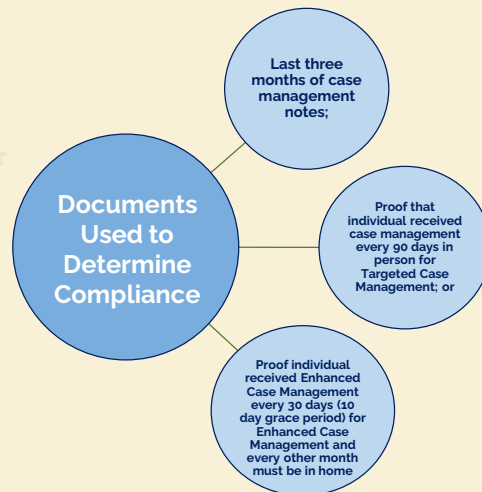 Last three
months of case
management
notes;
Documents
Used to
Determine
Compliance
Proof that
individual received
case management
every 90 days in
person for
Targeted Case
Management; or
Proof individual
received Enhanced
Case Management
every 30 days (10
day grace period) for
Enhanced Case
Management and
every other month
must be in home